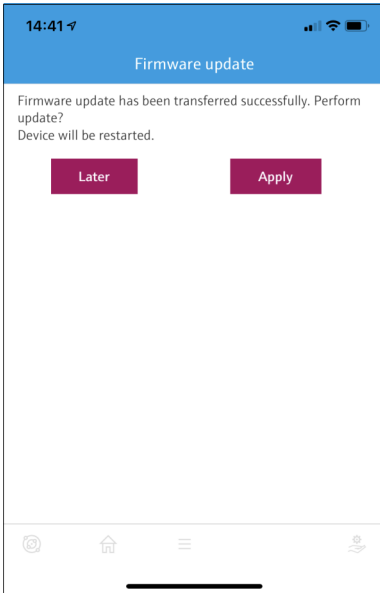 14:41
Firmware update
Firmware update has been transferred successfully. Perform
update?
Device will be restarted.
Later Apply